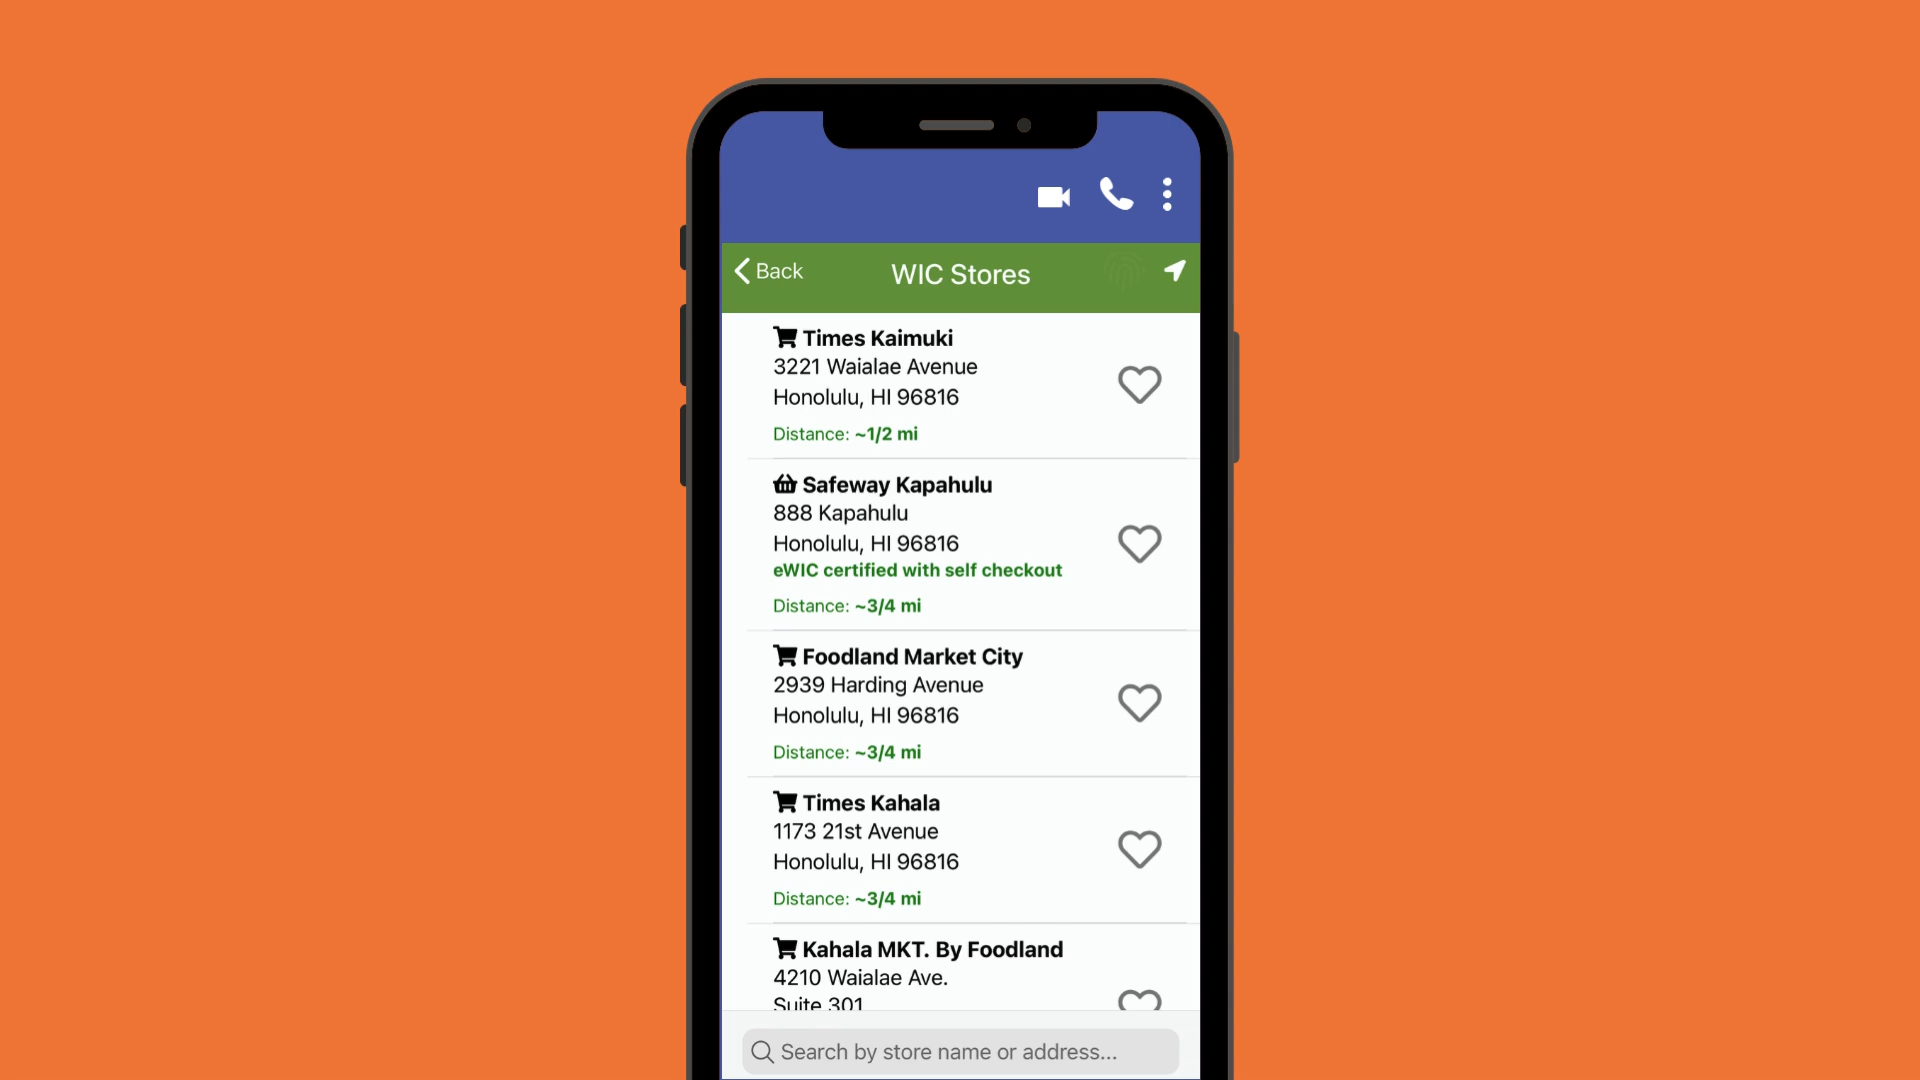 Back
WIC Stores
Times Kaimuki
3221 Waialae Avenue
Honolulu, HI 96816
Distance: ~1/2 mi
Safeway Kapahulu
888 Kapahulu
Honolulu, HI 96816
eWIC certified with self checkout
Distance: ~3/4 mi
Foodland Market City
2939 Harding Avenue
Honolulu, HI 96816
Distance: ~3/4 mi
Times Kahala
1173 21st Avenue
Honolulu, HI 96816
Distance: ~3/4 mi
Kahala MKT. By Foodland
4210 Waialae Ave.
Suite 301
Search by store name or address...